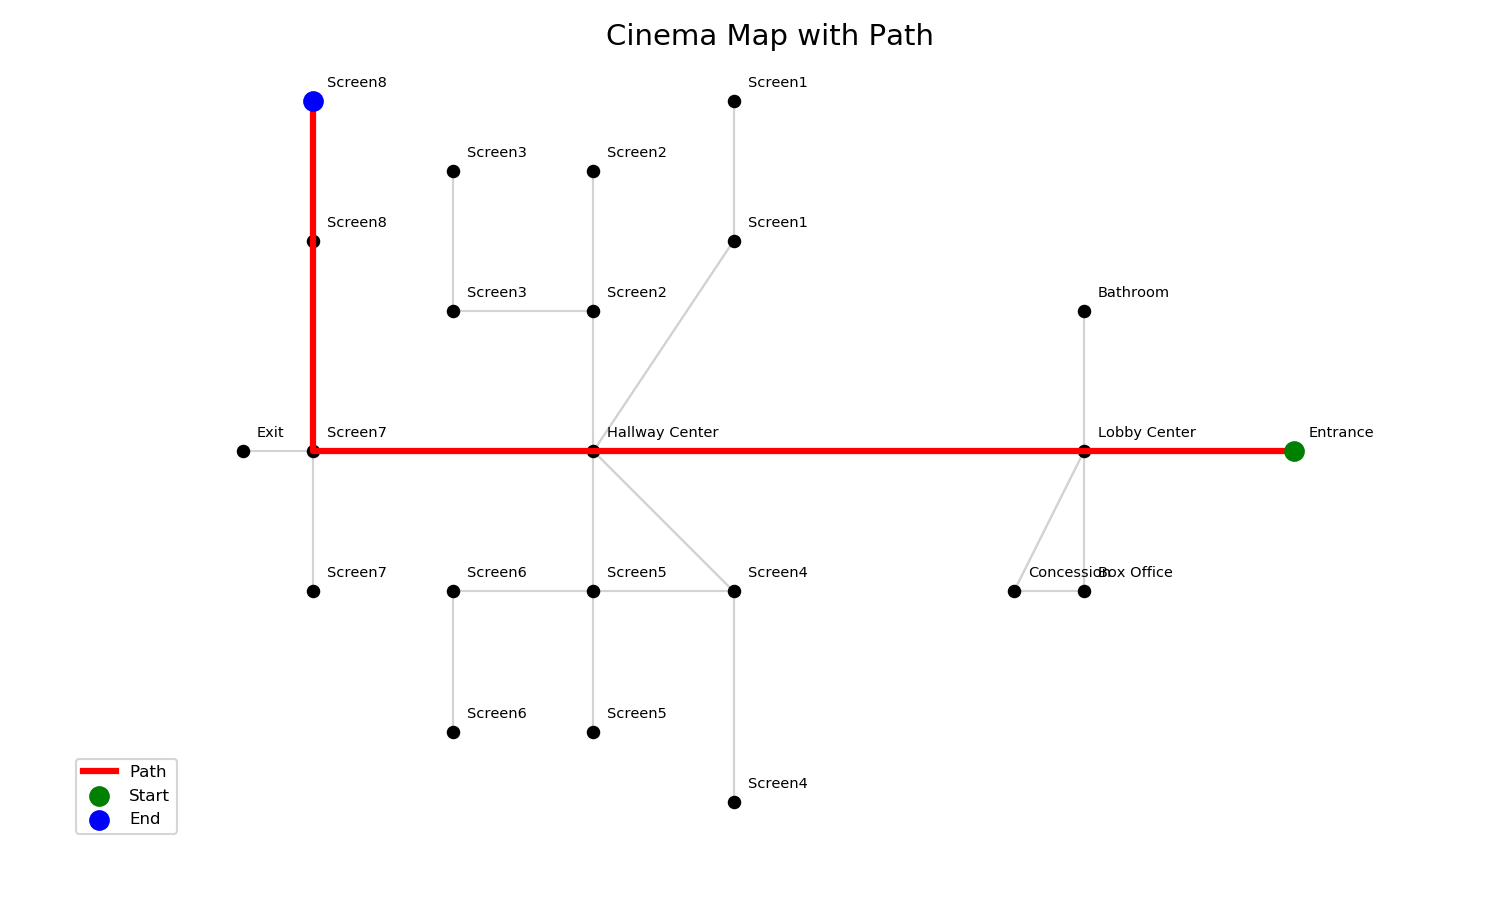 Cinema Map with Path
Screen8
Screen1
Screen3
Screen2
Screen8
Screen1
Screen3
Screen2
Bathroom
Exit
Screen7
Hallway Center
Lobby Center
Entrance
Screen7
Screen6
Screen5
Screen4
Concession
Box Office
Screen6
Screen5
Screen4
Path
Start
End